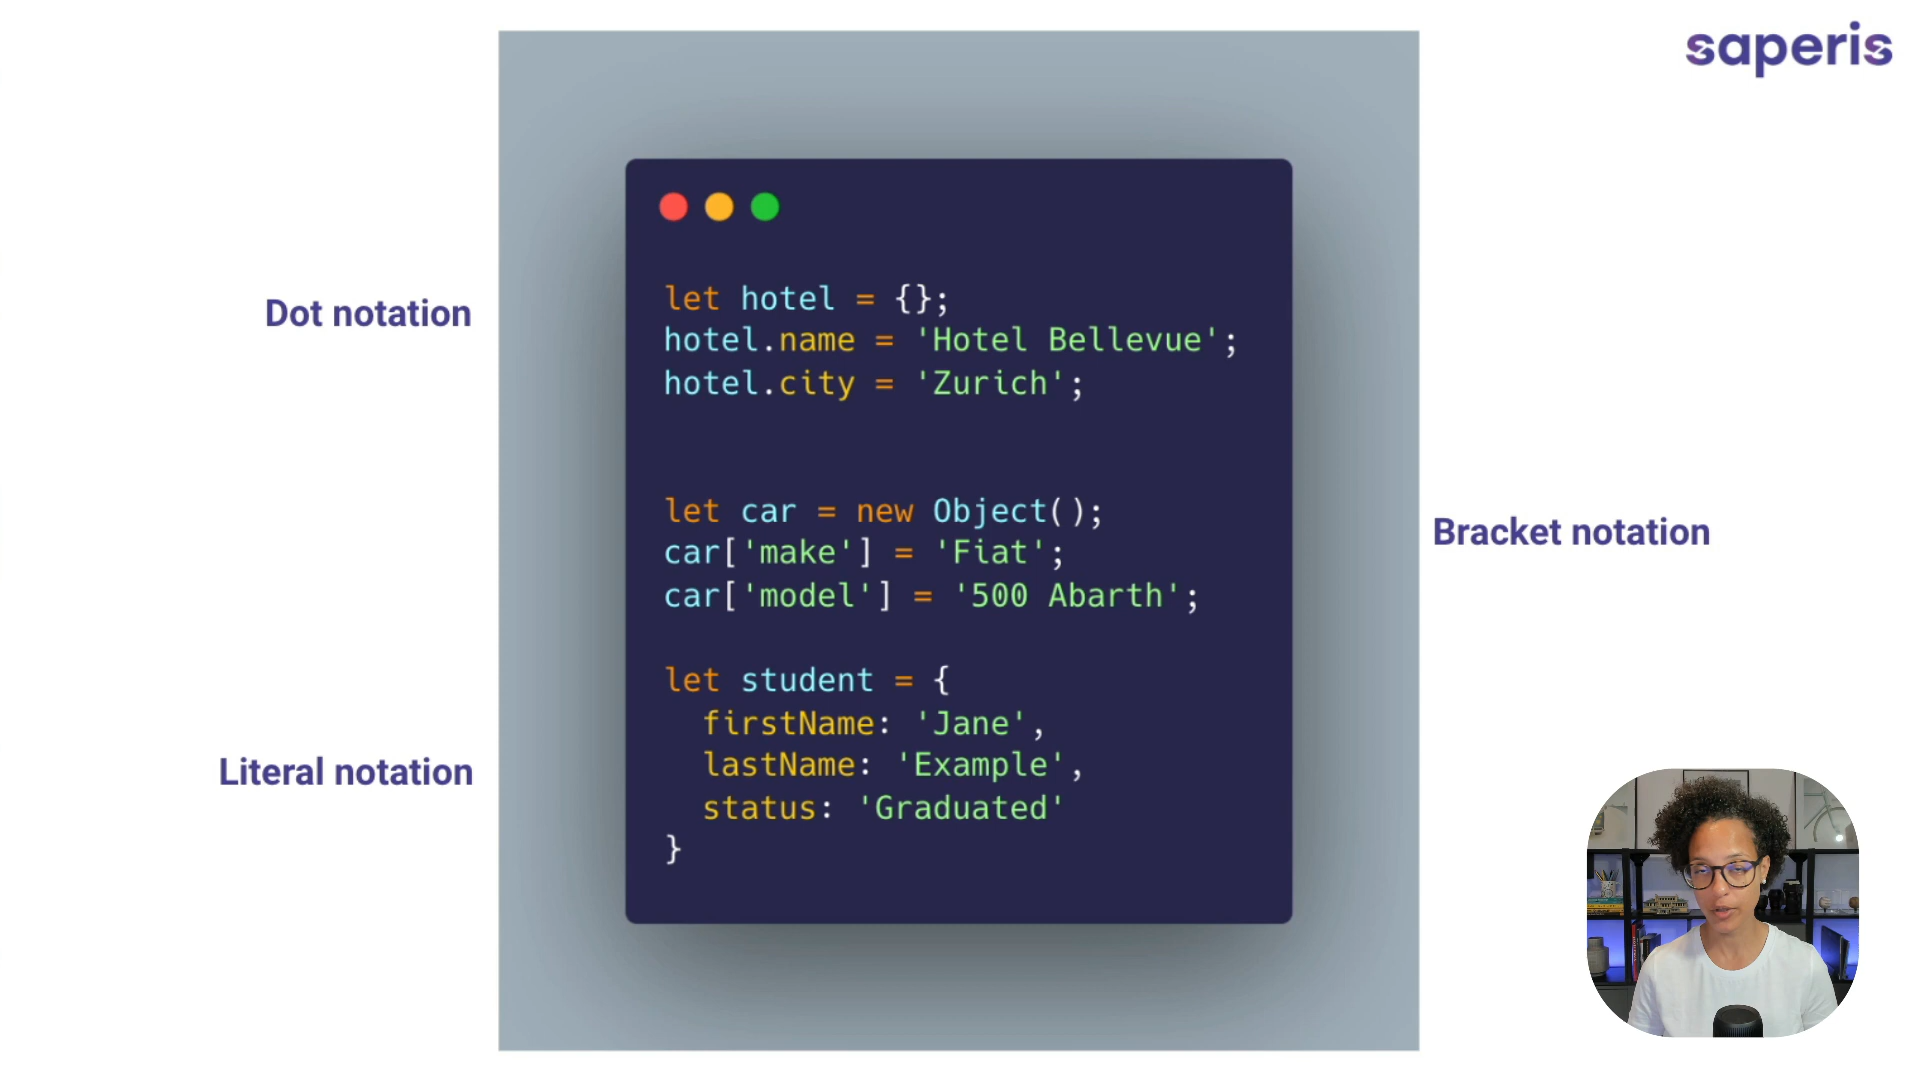 saperis
Dot notation
let hotel = {};
hotel.name = 'Hotel Bellevue';
hotel.city = 'Zurich';
Bracket notation
let car = new Object();
car['make'] = 'Fiat';
car['model'] = '500 Abarth';
Literal notation
let student = {
  firstName: 'Jane',
  lastName: 'Example',
  status: 'Graduated'
}